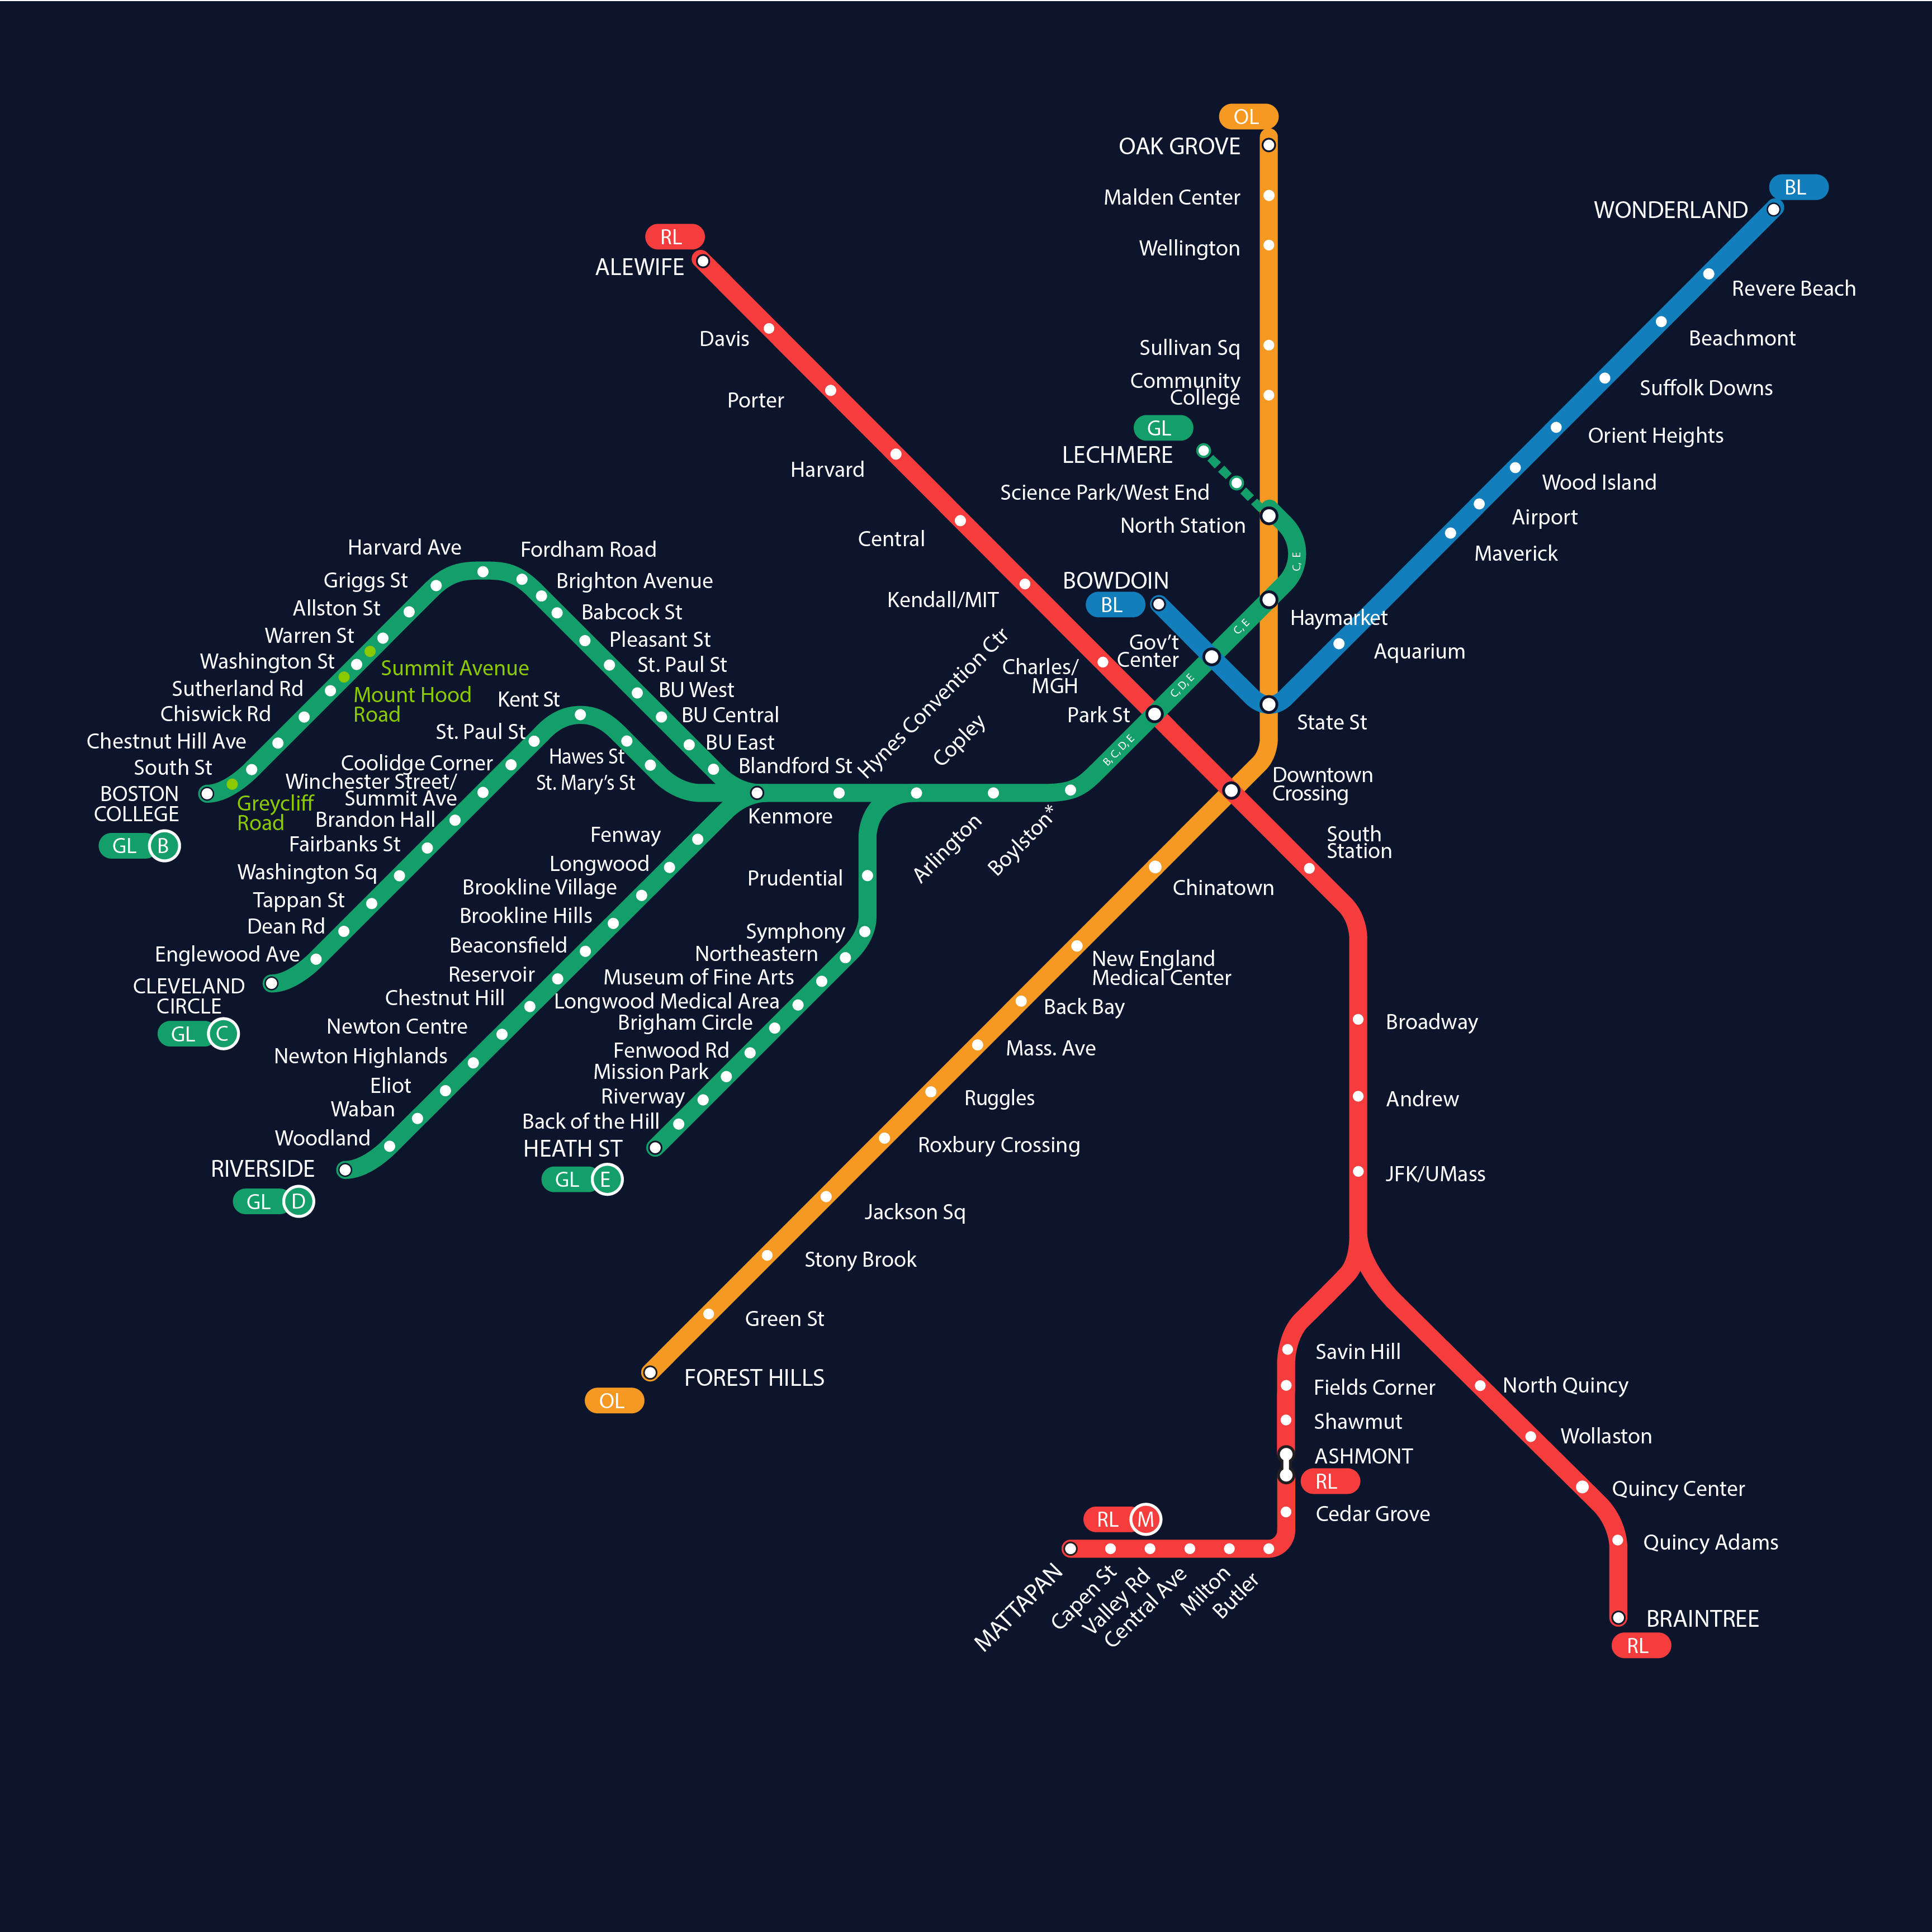 OL
OAK GROVE
Malden Center
Wellington
Sullivan Sq
Community
College
BL
WONDERLAND
Revere Beach
Beachmont
Suffolk Downs
Orient Heights
Wood Island
Airport
Maverick
Aquarium
RL
ALEWIFE
Davis
Porter
Harvard
Central
Kendall/MIT
Charles/
MGH
Park St
GL
LECHMERE
Science Park/West End
North Station
C, E
BOWDOIN
BL
Haymarket
C,E
Gov't
Center
C,D,E
State St
B,C,D,E
Downtown
Crossing
South
Station
Harvard Ave
Griggs St
Allston St
Warren St
Washington St
Sutherland Rd
Chiswick Rd
Chestnut Hill Ave
South St
BOSTON
COLLEGE
GL B
Summit Avenue
Mount Hood
Road
Greycliff
Road
Fordham Road
Brighton Avenue
Babcock St
Pleasant St
St. Paul St
BU West
BU Central
BU East
Blandford St
Kent St
St. Paul St
Hawes St
St. Mary's St
Coolidge Corner
Winchester Street/
Summit Ave
Brandon Hall
Fairbanks St
Washington Sq
Tappan St
Dean Rd
Englewood Ave
CLEVELAND
CIRCLE
GL C
Kenmore
Hynes Convention Ctr
Copley
Arlington
Boylston*
Fenway
Longwood
Brookline Village
Brookline Hills
Beaconsfield
Reservoir
Chestnut Hill
Newton Centre
Newton Highlands
Eliot
Waban
Woodland
RIVERSIDE
GL D
Prudential
Symphony
Northeastern
Museum of Fine Arts
Longwood Medical Area
Brigham Circle
Fenwood Rd
Mission Park
Riverway
Back of the Hill
HEATH ST
GL E
Chinatown
New England
Medical Center
Back Bay
Mass. Ave
Ruggles
Roxbury Crossing
Jackson Sq
Stony Brook
Green St
FOREST HILLS
OL
Broadway
Andrew
JFK/UMass
Savin Hill
Fields Corner
Shawmut
ASHMONT
RL
Cedar Grove
RL M
MATTAPAN
Capen St
Valley Rd
Central Ave
Milton
Butler
North Quincy
Wollaston
Quincy Center
Quincy Adams
BRAINTREE
RL